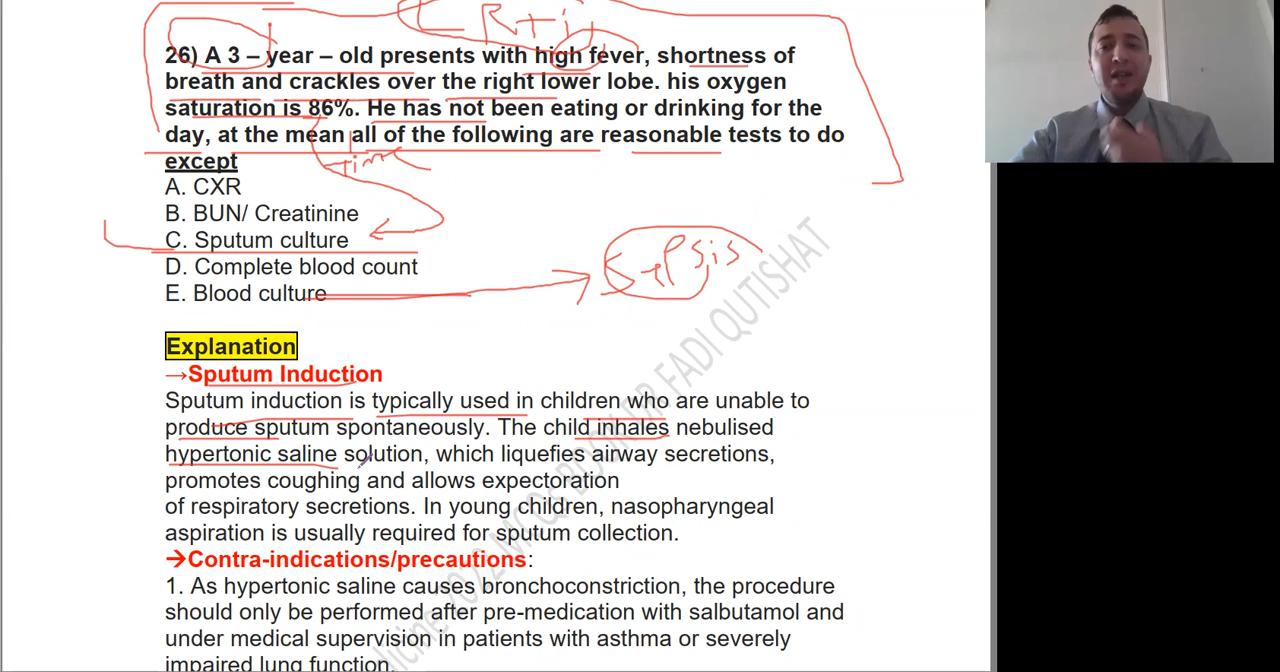 R+i
26) A 3 – year – old presents with high fever, shortness of
breath and crackles over the right lower lobe. his oxygen
saturation is 86%. He has not been eating or drinking for the
day, at the mean all of the following are reasonable tests to do
time
except
A. CXR
B. BUN/ Creatinine
C. Sputum culture
D. Complete blood count
E. Blood culture
Sepsis
Explanation
→Sputum Induction
Sputum induction is typically used in children who are unable to
produce sputum spontaneously. The child inhales nebulised
hypertonic saline solution, which liquefies airway secretions,
promotes coughing and allows expectoration
of respiratory secretions. In young children, nasopharyngeal
aspiration is usually required for sputum collection.
→Contra-indications/precautions:
1. As hypertonic saline causes bronchoconstriction, the procedure
should only be performed after pre-medication with salbutamol and
under medical supervision in patients with asthma or severely
impaired lung function.
2022 MCQs BOOK DR FADI QUTISHAT